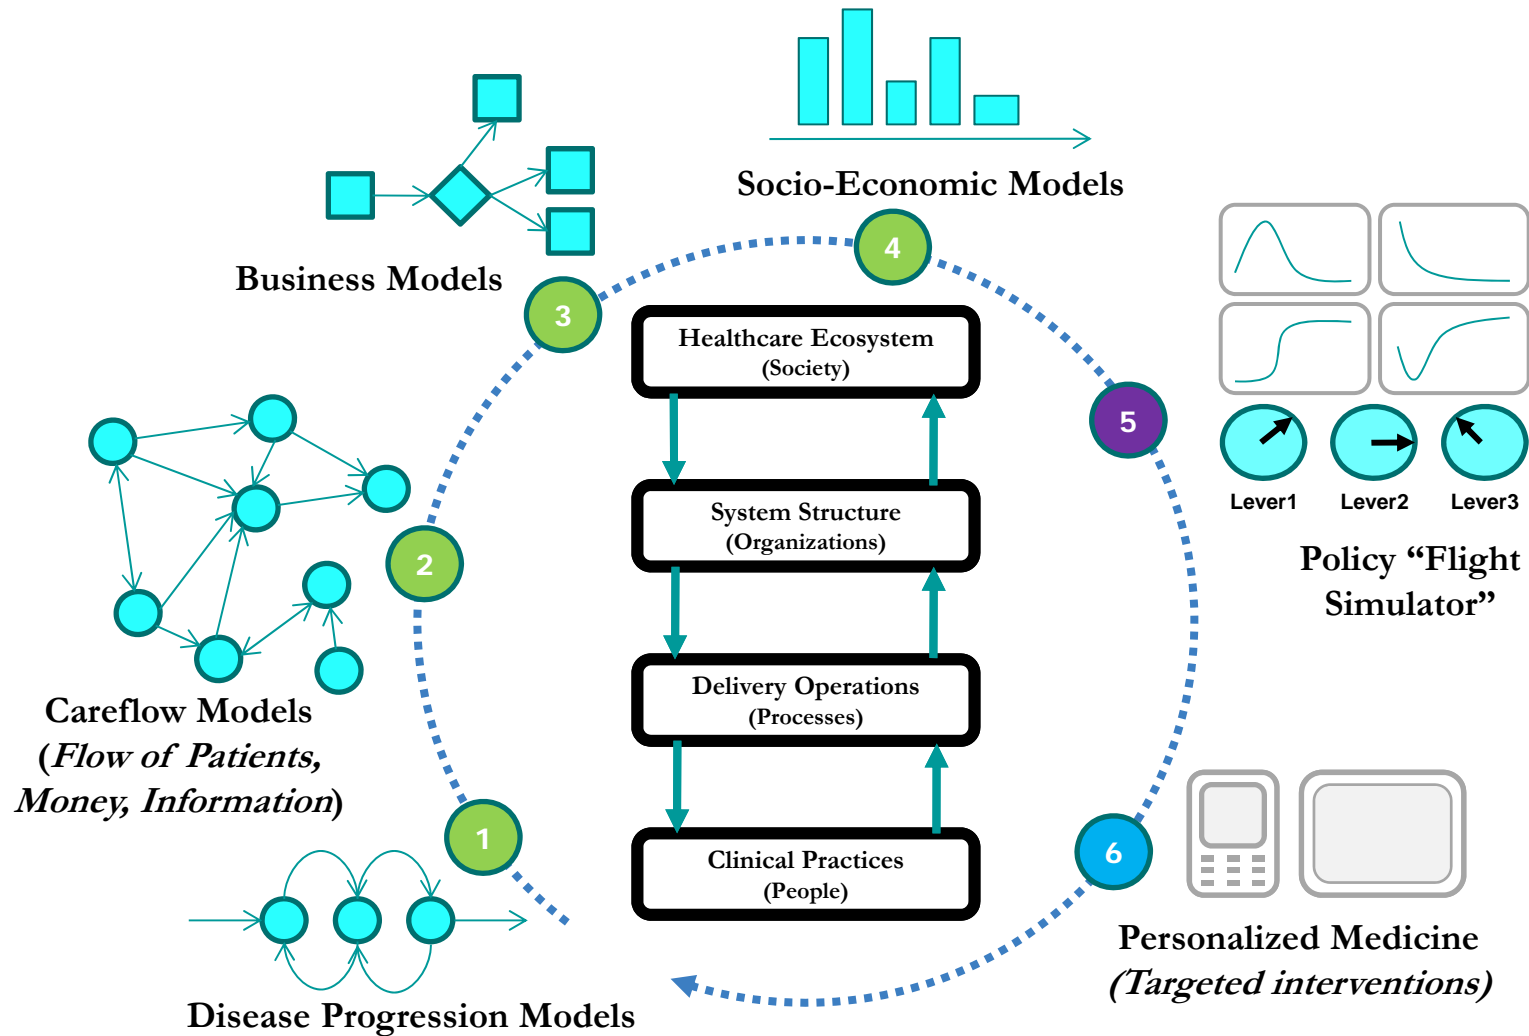 Socio-Economic Models
4
Business Models
3
Healthcare Ecosystem
(Society)
5
Lever1 Lever2 Lever3
System Structure
(Organizations)
Policy “Flight
Simulator”
2
Delivery Operations
(Processes)
Careflow Models
(Flow of Patients,
Money, Information)
1
Clinical Practices
(People)
6
Personalized Medicine
(Targeted interventions)
Disease Progression Models